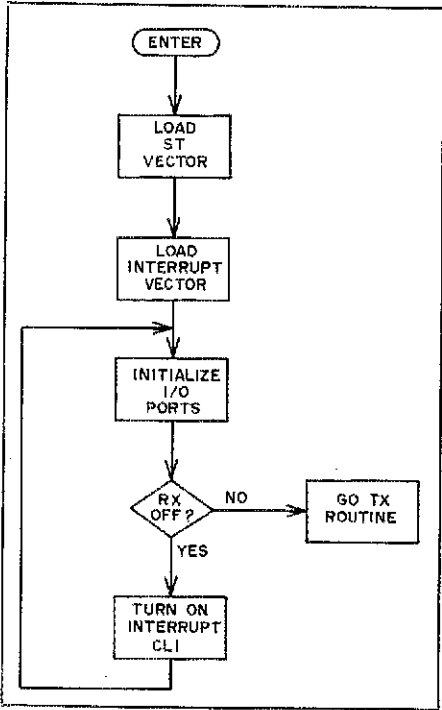 ENTER
LOAD
ST
VECTOR
LOAD
INTERRUPT
VECTOR
INITIALIZE
I/O
PORTS
RX
OFF?
NO
GO TX
ROUTINE
YES
TURN ON
INTERRUPT
CLI